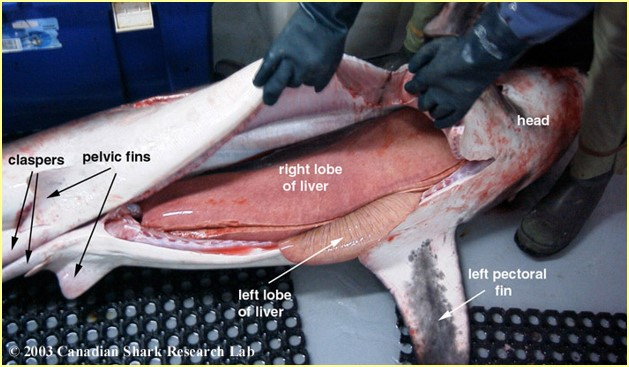 claspers
pelvic fins
head
right lobe
of liver
left lobe
of liver
left pectoral
fin
© 2003 Canadian Shark Research Lab